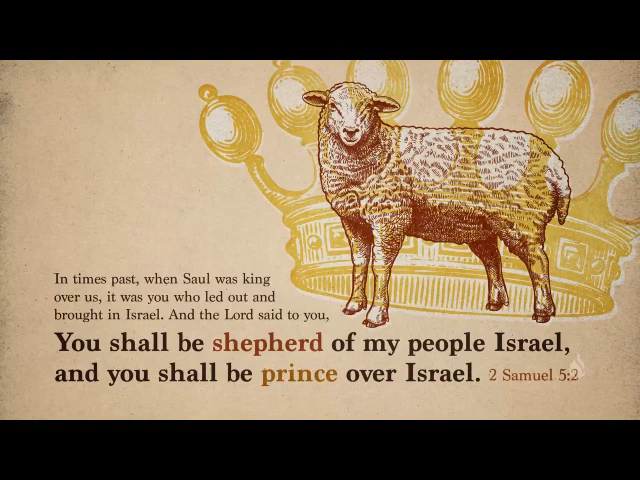 In times past, when Saul was king
over us, it was you who led out and
brought in Israel. And the Lord said to you,
You shall be shepherd of my people Israel,
and you shall be prince over Israel. 2 Samuel 5:2